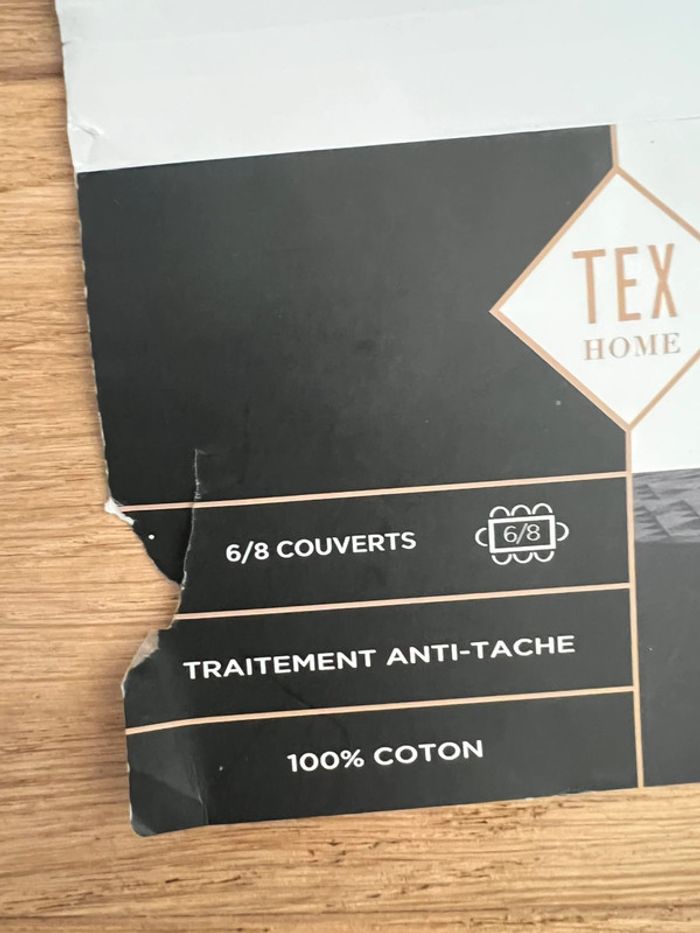 TEX
HOME
6/8 COUVERTS
6/8
TRAITEMENT ANTI-TACHE
100% COTON